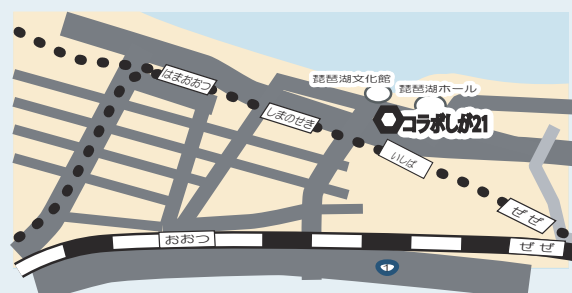 はまおおつ
琵琶湖文化館
琵琶湖ホール
しまのせき
コラボしが21
いしば
ぜぜ
おおつ
ぜぜ
1